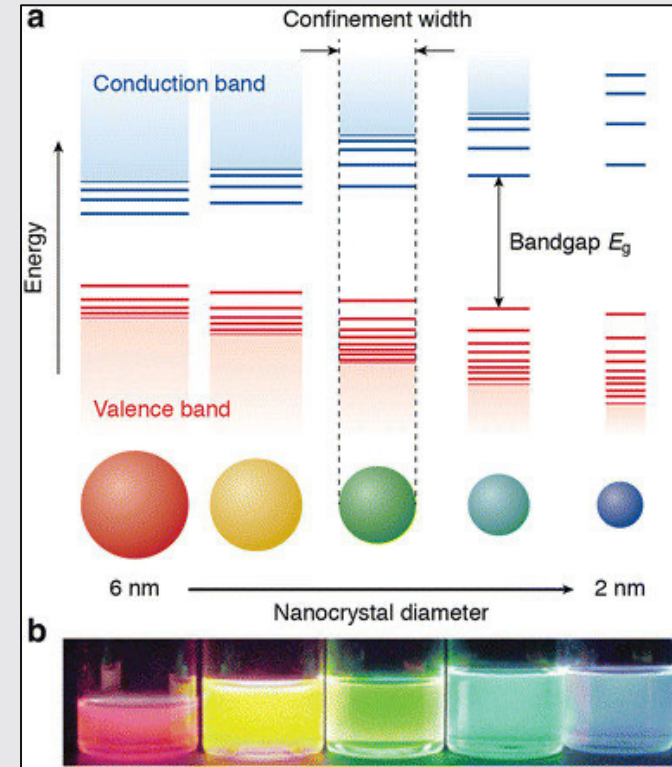 a
Confinement width
Conduction band
Energy
Bandgap Eg
Valence band
6 nm
2 nm
Nanocrystal diameter
b